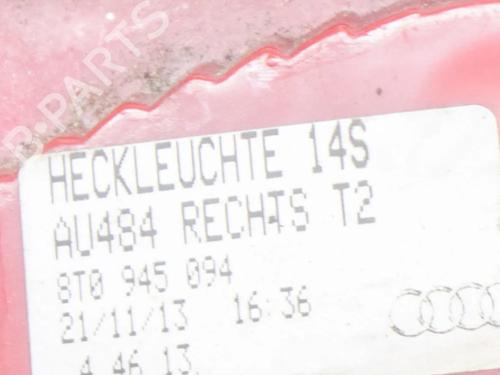 B-PARTS
HECKLEUCHTE 14S
AU484 RECHTS T2
8T0 945 094
21/11/13 16:36
4 46 13